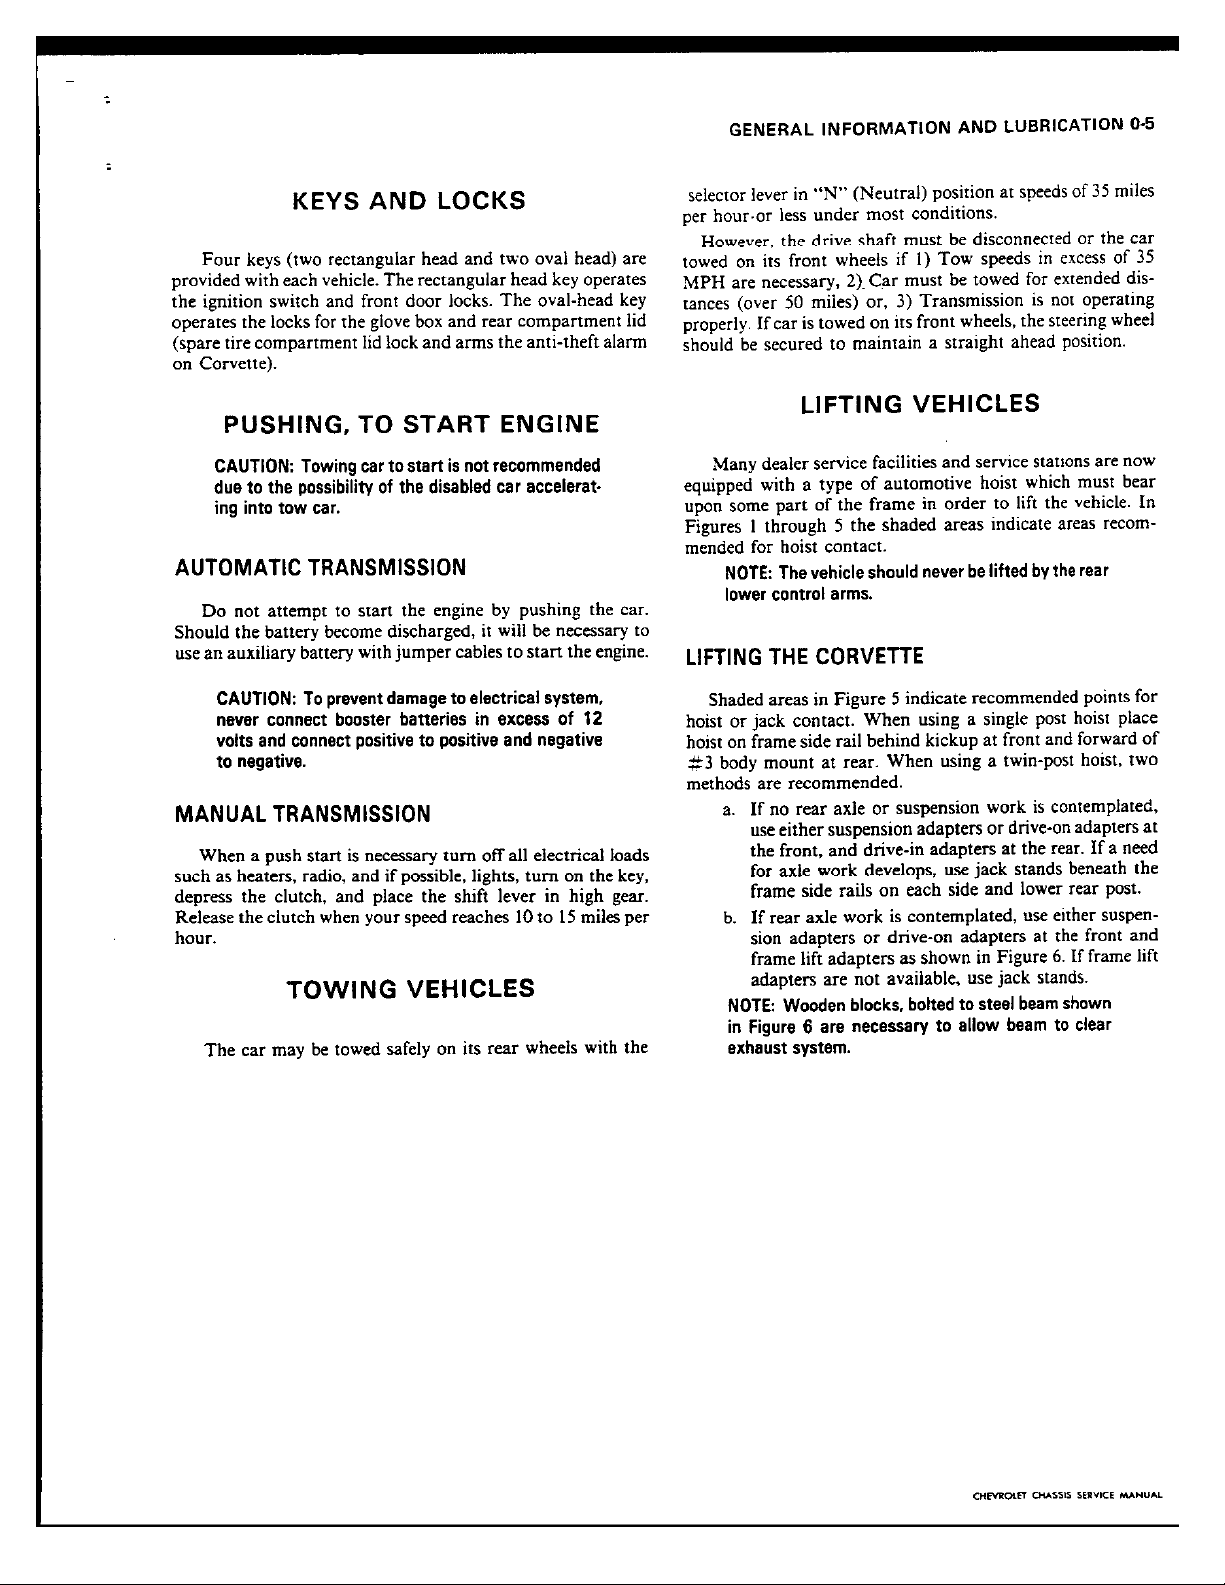 GENERAL INFORMATION AND LUBRICATION 0-5
KEYS AND LOCKS
Four keys (two rectangular head and two oval head) are
provided with each vehicle. The rectangular head key operates
the ignition switch and front door locks. The oval-head key
operates the locks for the glove box and rear compartment lid
(spare tire compartment lid lock and arms the anti-theft alarm
on Corvette).
PUSHING, TO START ENGINE
CAUTION: Towing car to start is not recommended
due to the possibility of the disabled car accelerat-
ing into tow car.
AUTOMATIC TRANSMISSION
Do not attempt to start the engine by pushing the car.
Should the battery become discharged, it will be necessary to
use an auxiliary battery with jumper cables to start the engine.
CAUTION: To prevent damage to electrical system,
never connect booster batteries in excess of 12
volts and connect positive to positive and negative
to negative.
MANUAL TRANSMISSION
When a push start is necessary turn off all electrical loads
such as heaters, radio, and if possible, lights, turn on the key,
depress the clutch, and place the shift lever in high gear.
Release the clutch when your speed reaches 10 to 15 miles per
hour.
TOWING VEHICLES
The car may be towed safely on its rear wheels with the
selector lever in "N" (Neutral) position at speeds of 35 miles
per hour-or less under most conditions.
However, the drive shaft must be disconnected or the car
towed on its front wheels if 1) Tow speeds in excess of 35
MPH are necessary, 2) Car must be towed for extended dis-
tances (over 50 miles) or, 3) Transmission is not operating
properly. If car is towed on its front wheels, the steering wheel
should be secured to maintain a straight ahead position.
LIFTING VEHICLES
Many dealer service facilities and service stations are now
equipped with a type of automotive hoist which must bear
upon some part of the frame in order to lift the vehicle. In
Figures 1 through 5 the shaded areas indicate areas recom-
mended for hoist contact.
NOTE: The vehicle should never be lifted by the rear
lower control arms.
LIFTING THE CORVETTE
Shaded areas in Figure 5 indicate recommended points for
hoist or jack contact. When using a single post hoist place
hoist on frame side rail behind kickup at front and forward of
#3 body mount at rear. When using a twin-post hoist, two
methods are recommended.
a. If no rear axle or suspension work is contemplated,
use either suspension adapters or drive-on adapters at
the front, and drive-in adapters at the rear. If a need
for axle work develops, use jack stands beneath the
frame side rails on each side and lower rear post.
b. If rear axle work is contemplated, use either suspen-
sion adapters or drive-on adapters at the front and
frame lift adapters as shown in Figure 6. If frame lift
adapters are not available, use jack stands.
NOTE: Wooden blocks, bolted to steel beam shown
in Figure 6 are necessary to allow beam to clear
exhaust system.
CHEVROLET CHASSIS SERVICE MANUAL